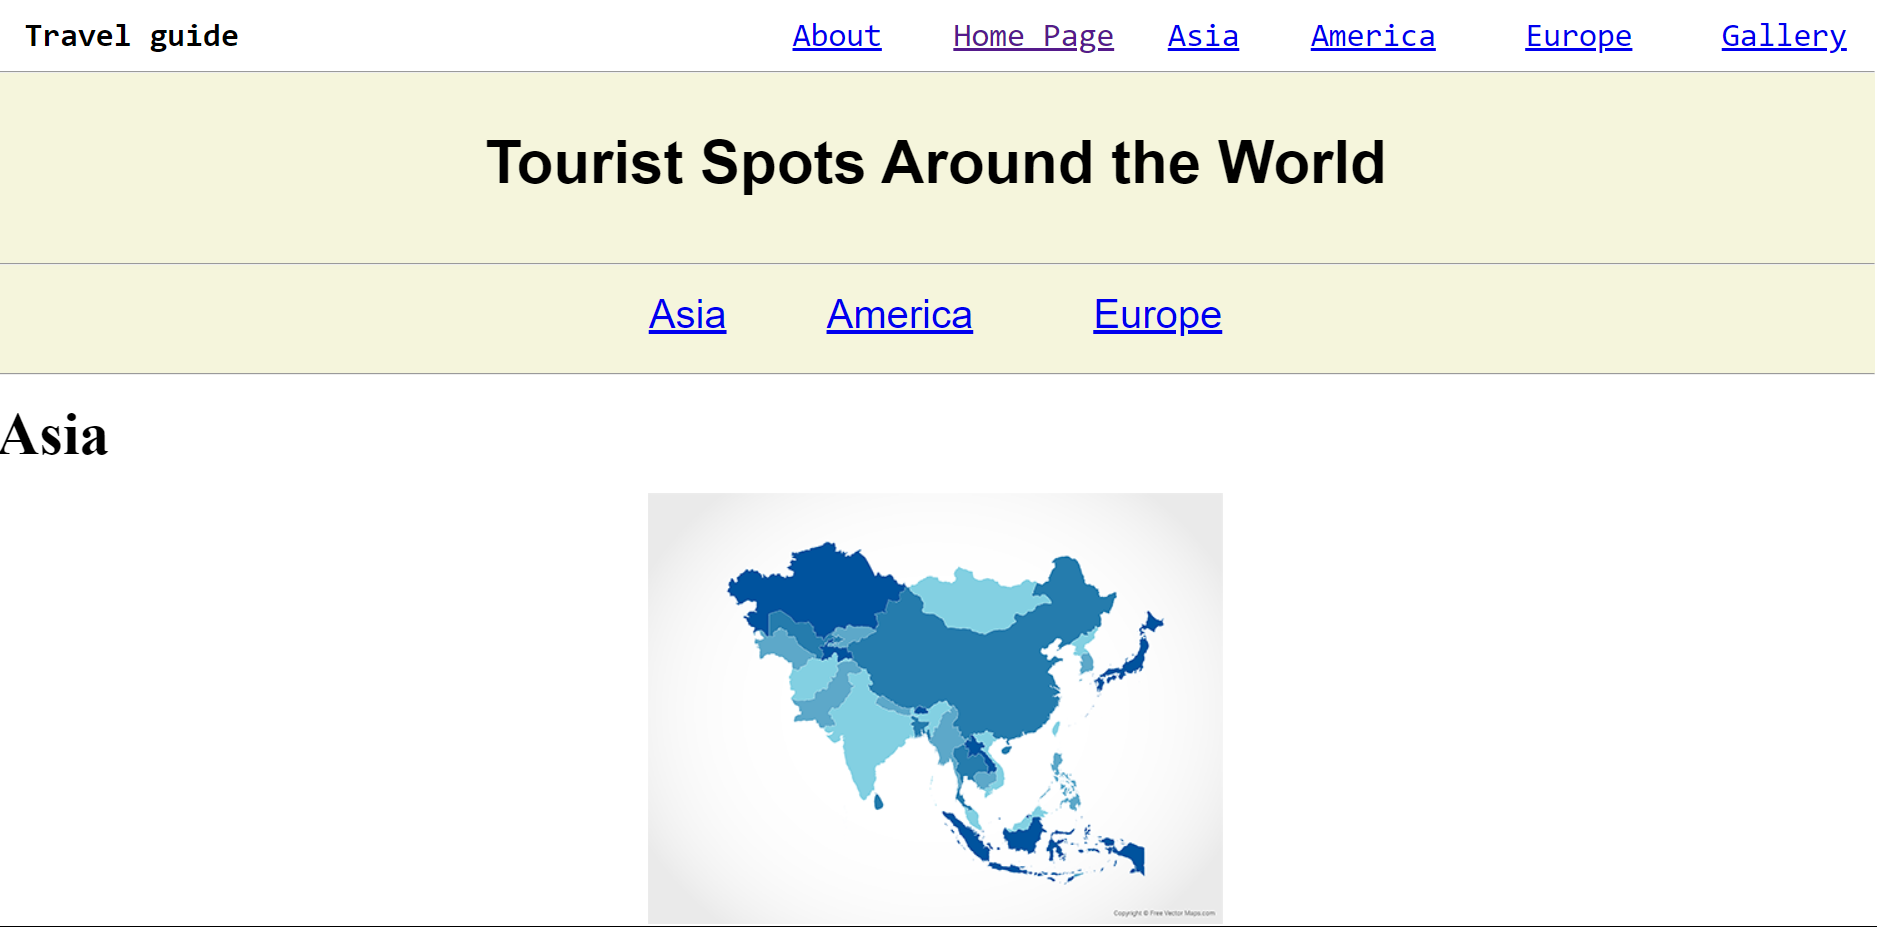 Travel guide About Home Page Asia America Europe Gallery
Tourist Spots Around the World
Asia America Europe
Asia
Copyright © Free Vector Maps.com